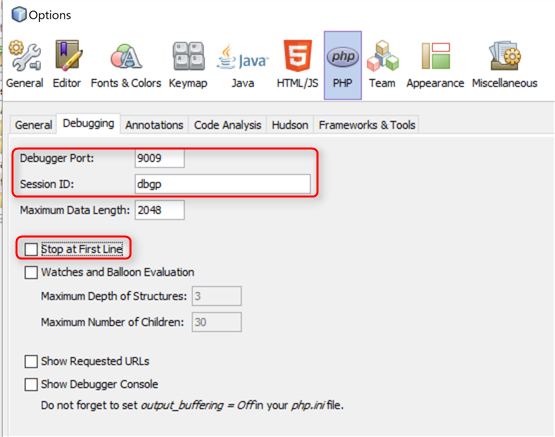 Options
General Editor Fonts & Colors Keymap Java HTML/JS PHP Team Appearance Miscellaneous
General Debugging Annotations Code Analysis Hudson Frameworks & Tools
Debugger Port: 9009
Session ID: dbgp
Maximum Data Length: 2048
Stop at First Line
Watches and Balloon Evaluation
Maximum Depth of Structures: 3
Maximum Number of Children: 30
Show Requested URLs
Show Debugger Console
Do not forget to set output_buffering = Off in your php.ini file.